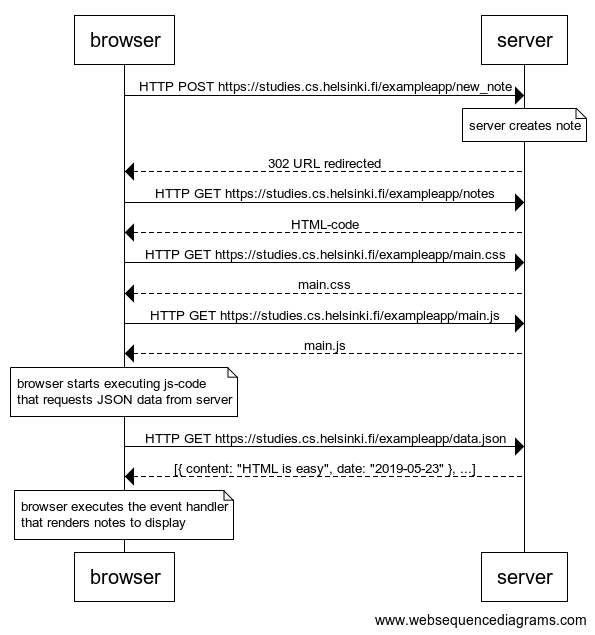 browser
server
HTTP POST https://studies.cs.helsinki.fi/exampleapp/new_note
server creates note
302 URL redirected
HTTP GET https://studies.cs.helsinki.fi/exampleapp/notes
HTML-code
HTTP GET https://studies.cs.helsinki.fi/exampleapp/main.css
main.css
HTTP GET https://studies.cs.helsinki.fi/exampleapp/main.js
main.js
browser starts executing js-code
that requests JSON data from server
HTTP GET https://studies.cs.helsinki.fi/exampleapp/data.json
[{ content: "HTML is easy", date: "2019-05-23" }, ...]
browser executes the event handler
that renders notes to display
browser
server
www.websequencediagrams.com